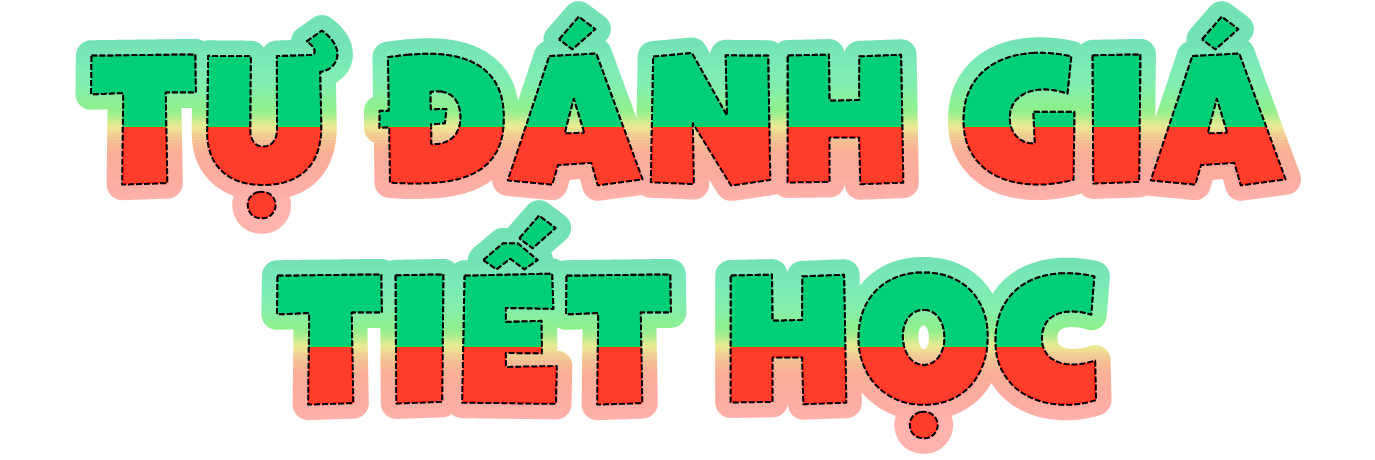 TỰ ĐÁNH GIÁ
TIẾT HỌC